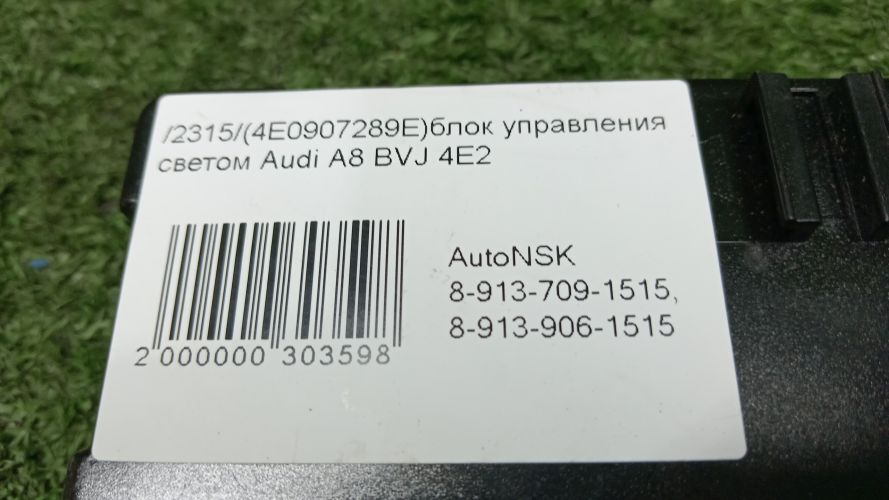 /2315/(4E0907289E)блок управления
светом Audi A8 BVJ 4E2
AutoNSK
8-913-709-1515,
8-913-906-1515
2 000000 303598